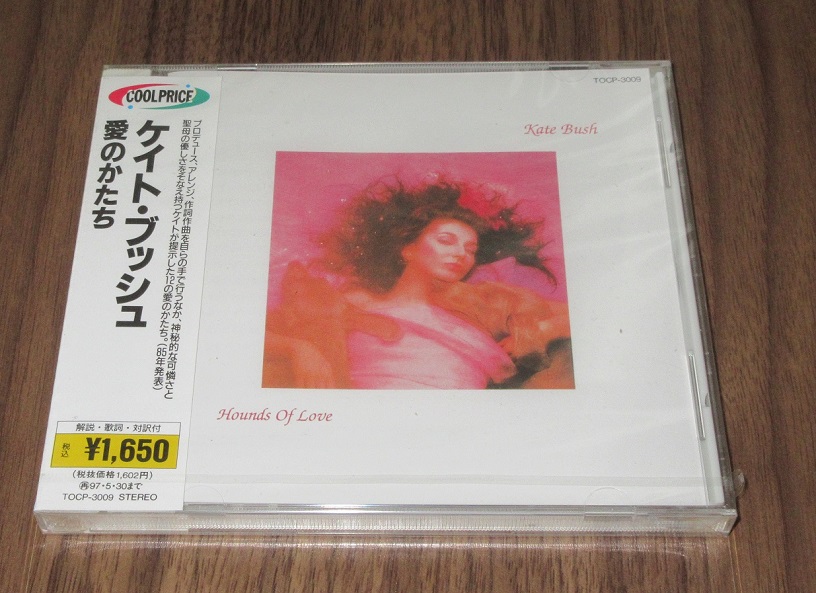 COOLPRICE
ケイト・ブッシュ
愛のかたち
プロデュース、アレンジ、作詞作曲を自らの手で行うなか、神秘的な可憐さと
聖母の優しさをそなえ持つケイトが提示した12の愛のかたち。(85年発表)
解説・歌詞・対訳付
税込
¥1,650
(税抜価格1,602円)
再97・5・30まで
TOCP-3009 STEREO
TOCP-3009
Kate Bush
Hounds Of Love